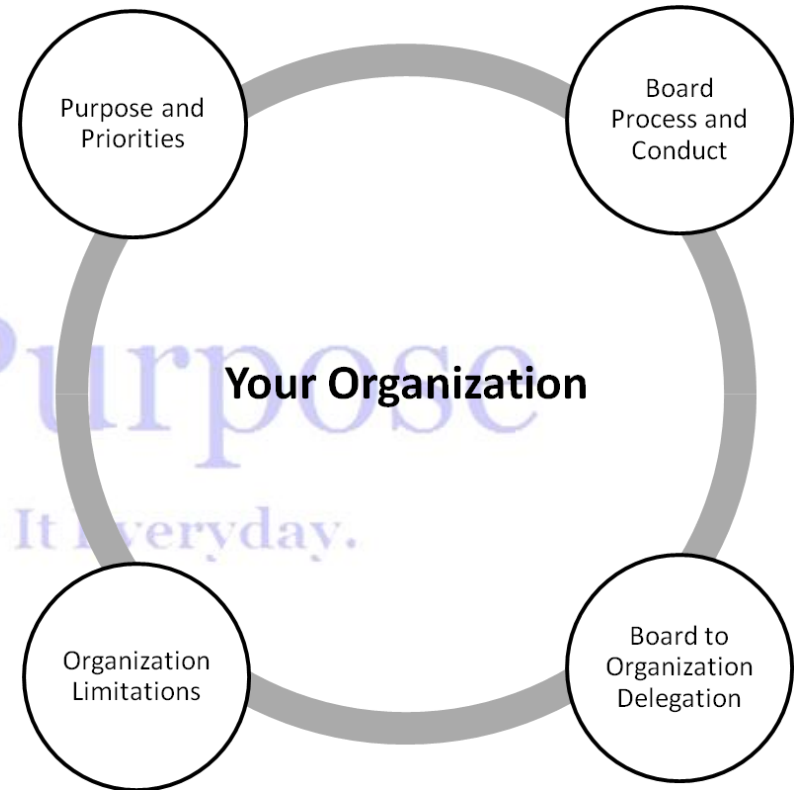 Purpose and
Priorities
Board
Process and
Conduct
Purpose
Your Organization
It Everyday.
Organization
Limitations
Board to
Organization
Delegation